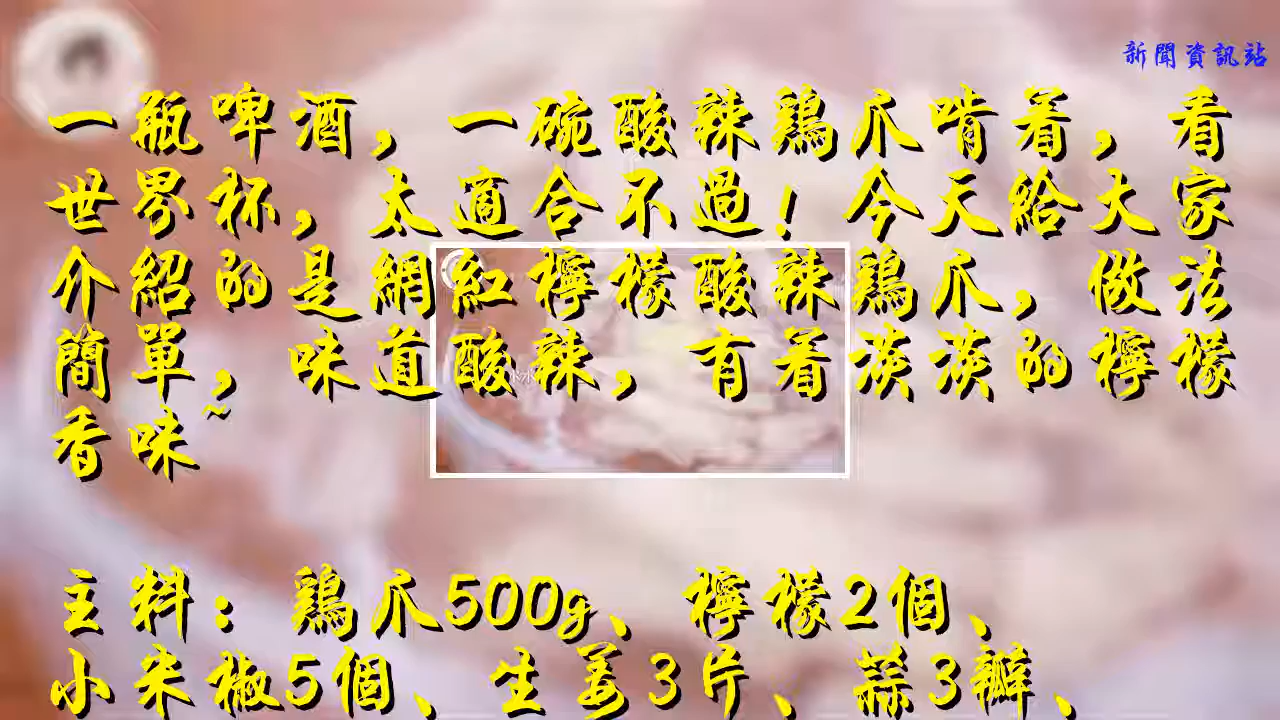 新聞資訊站
一瓶啤酒，一碗酸辣鷄爪啃着，看
世界杯，太適合不過！今天給大家
介紹的是網紅檸檬酸辣鷄爪，做法
簡單，味道酸辣，有着淡淡的檸檬
香味~
主料：鷄爪500g、檸檬2個、
小米椒5個、生姜3片、蒜3瓣、